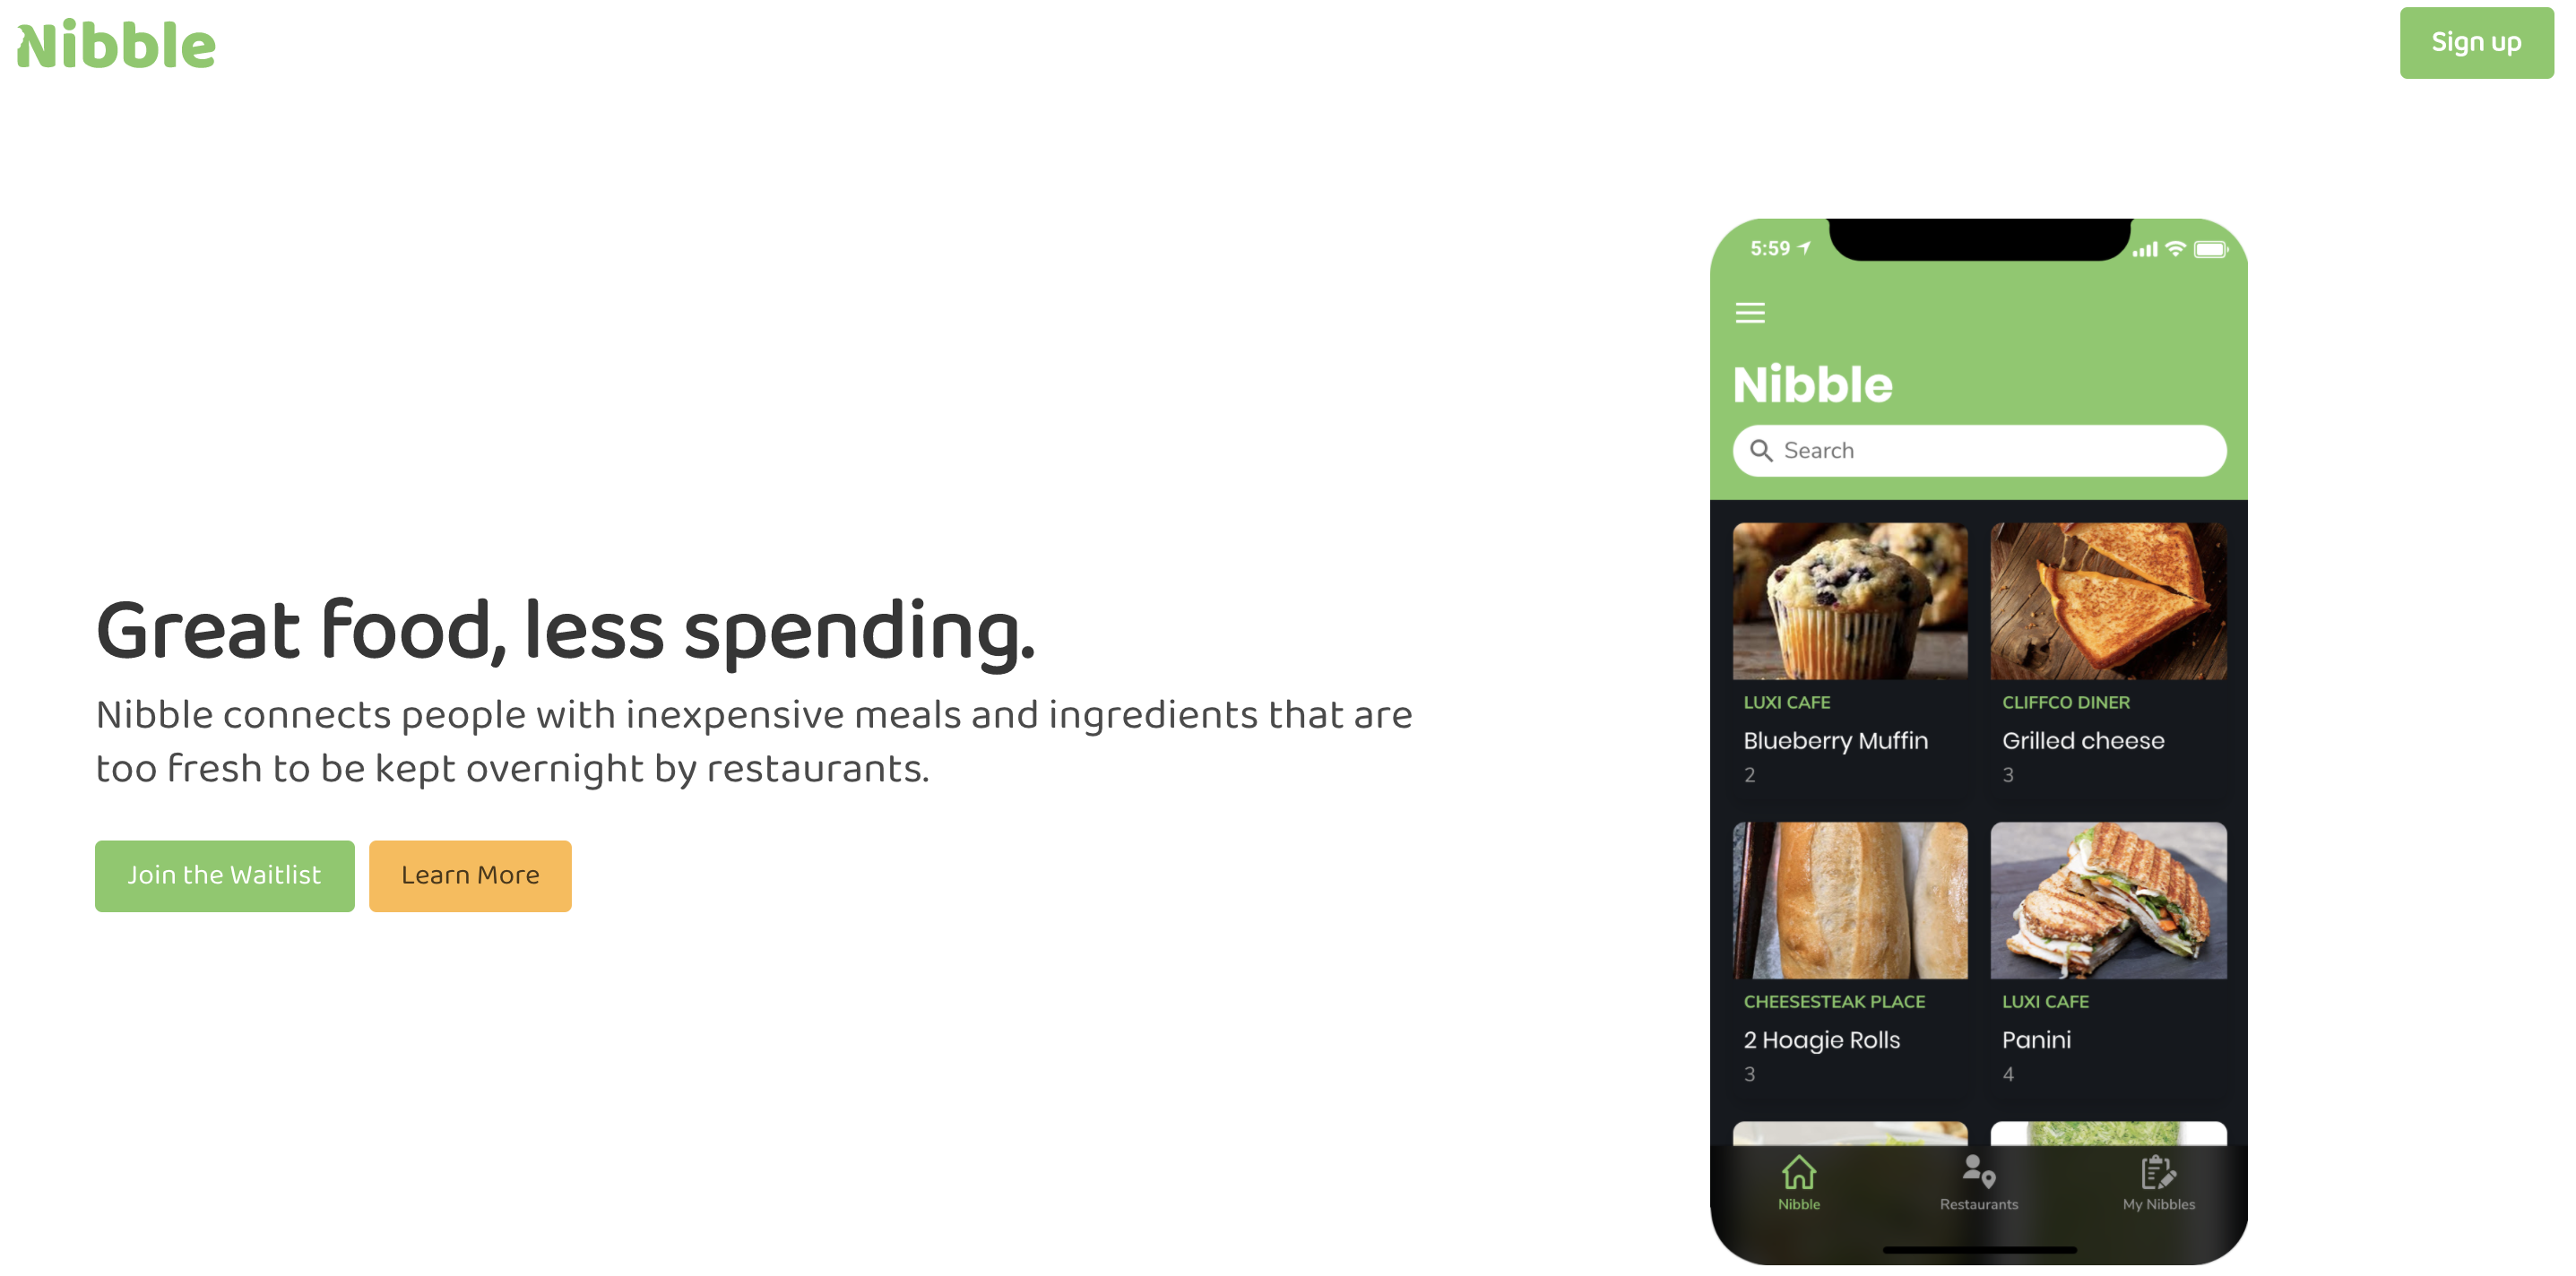 Nibble
Sign up
Great food, less spending.
Nibble connects people with inexpensive meals and ingredients that are
too fresh to be kept overnight by restaurants.
Join the Waitlist
Learn More
5:59
Nibble
Search
LUXI CAFE
Blueberry Muffin
2
CLIFFCO DINER
Grilled cheese
3
CHEESESTEAK PLACE
2 Hoagie Rolls
3
LUXI CAFE
Panini
4
Nibble
Restaurants
My Nibbles